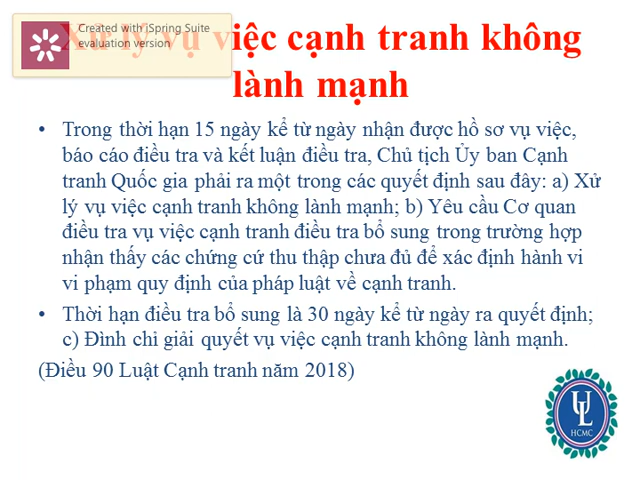 Created with iSpring Suite
evaluation version
Xử lý vụ việc cạnh tranh không
lành mạnh
• Trong thời hạn 15 ngày kể từ ngày nhận được hồ sơ vụ việc,
báo cáo điều tra và kết luận điều tra, Chủ tịch Ủy ban Cạnh
tranh Quốc gia phải ra một trong các quyết định sau đây: a) Xử
lý vụ việc cạnh tranh không lành mạnh; b) Yêu cầu Cơ quan
điều tra vụ việc cạnh tranh điều tra bổ sung trong trường hợp
nhận thấy các chứng cứ thu thập chưa đủ để xác định hành vi
vi phạm quy định của pháp luật về cạnh tranh.
• Thời hạn điều tra bổ sung là 30 ngày kể từ ngày ra quyết định;
c) Đình chỉ giải quyết vụ việc cạnh tranh không lành mạnh.
(Điều 90 Luật Cạnh tranh năm 2018)
UL
HCMC